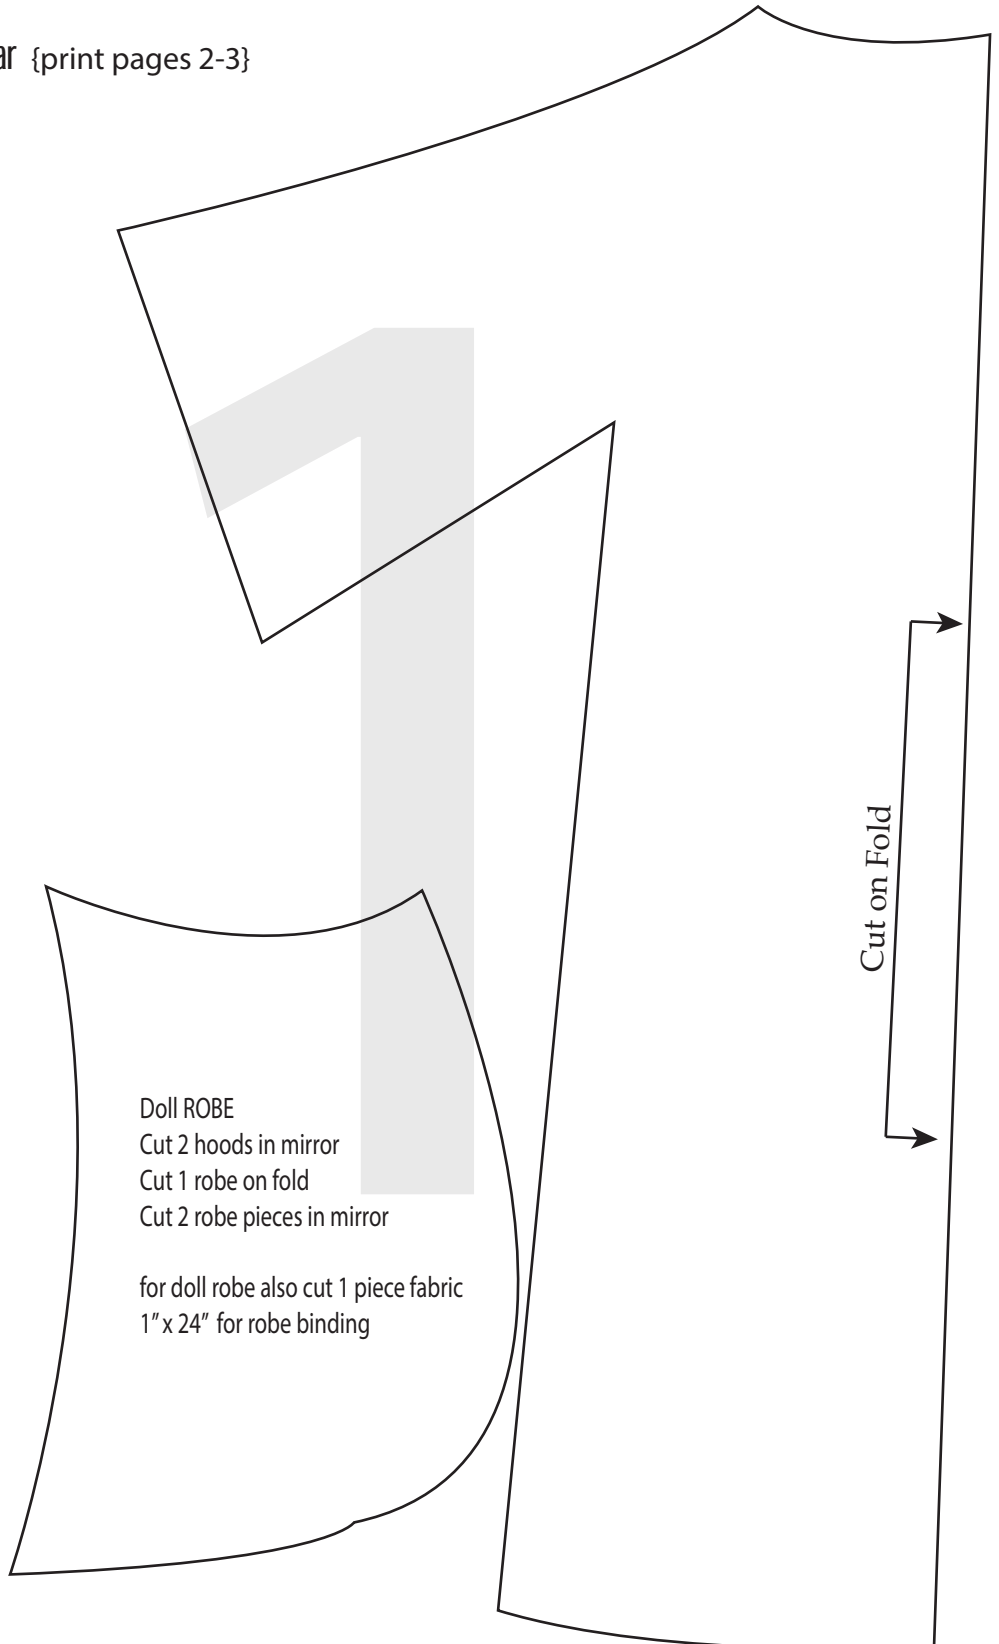 {print pages 2-3}
1
Cut on Fold
Doll ROBE
Cut 2 hoods in mirror
Cut 1 robe on fold
Cut 2 robe pieces in mirror
for doll robe also cut 1 piece fabric
1" x 24" for robe binding